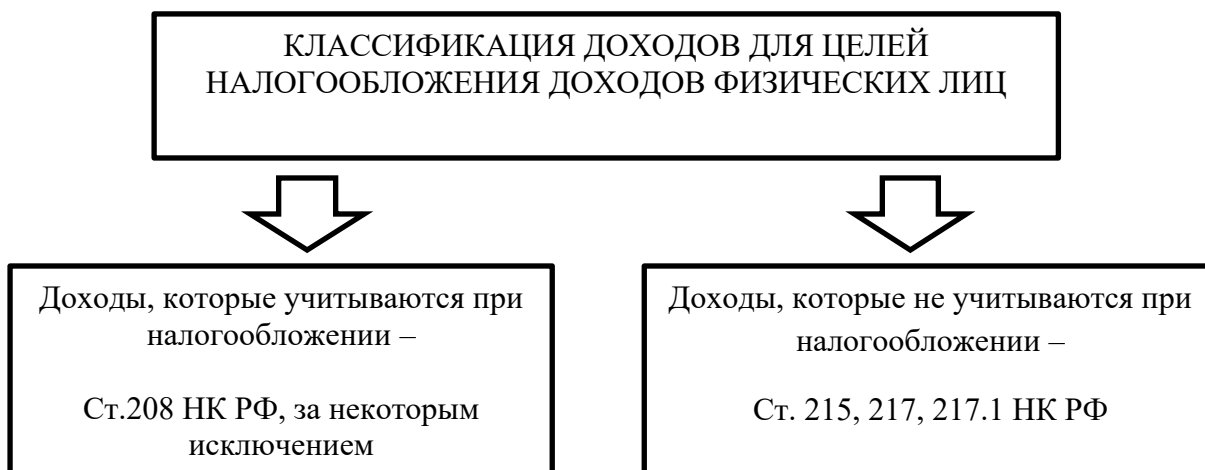 КЛАССИФИКАЦИЯ ДОХОДОВ ДЛЯ ЦЕЛЕЙ
НАЛОГООБЛОЖЕНИЯ ДОХОДОВ ФИЗИЧЕСКИХ ЛИЦ
Доходы, которые учитываются при
налогообложении –
Ст.208 НК РФ, за некоторым
исключением
Доходы, которые не учитываются при
налогообложении –
Ст. 215, 217, 217.1 НК РФ